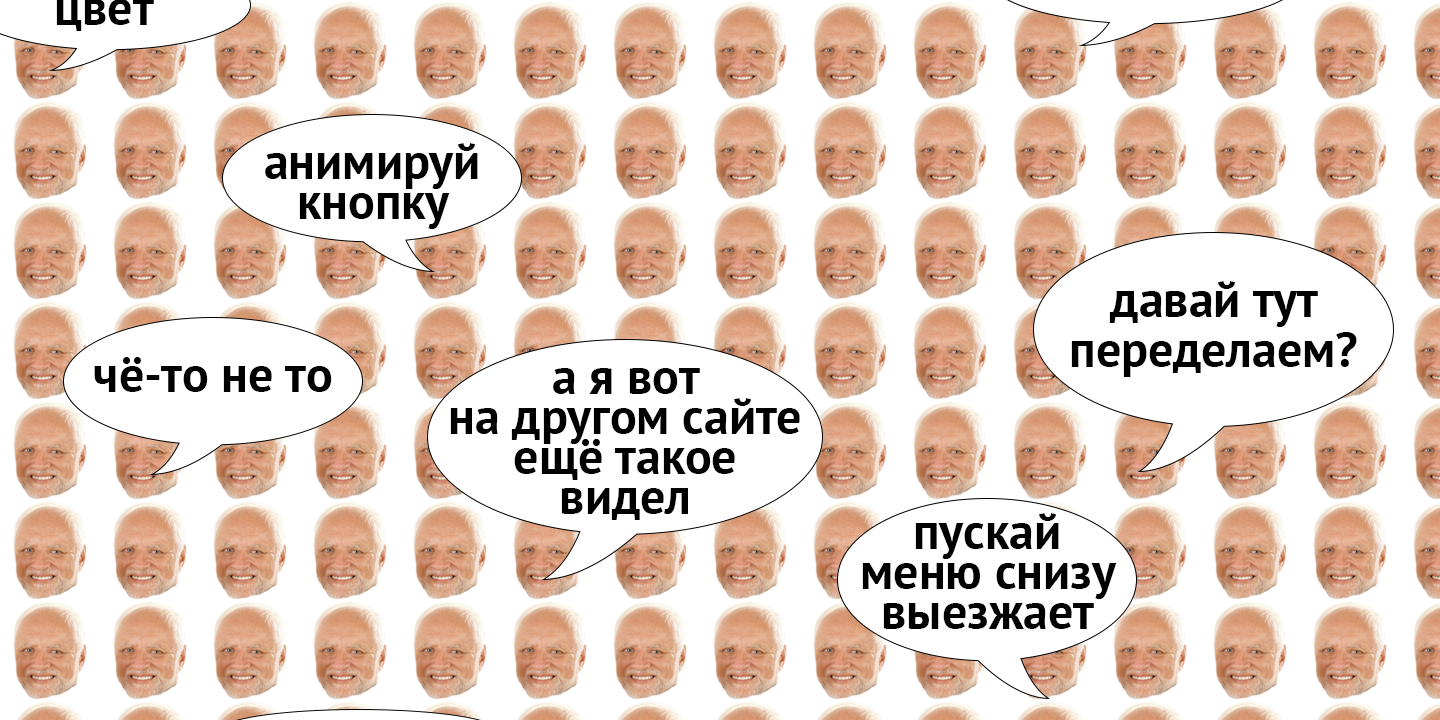 цвет
анимируй
кнопку
давай тут
переделаем?
чё-то не то
а я вот
на другом сайте
ещё такое
видел
пускай
меню снизу
выезжает